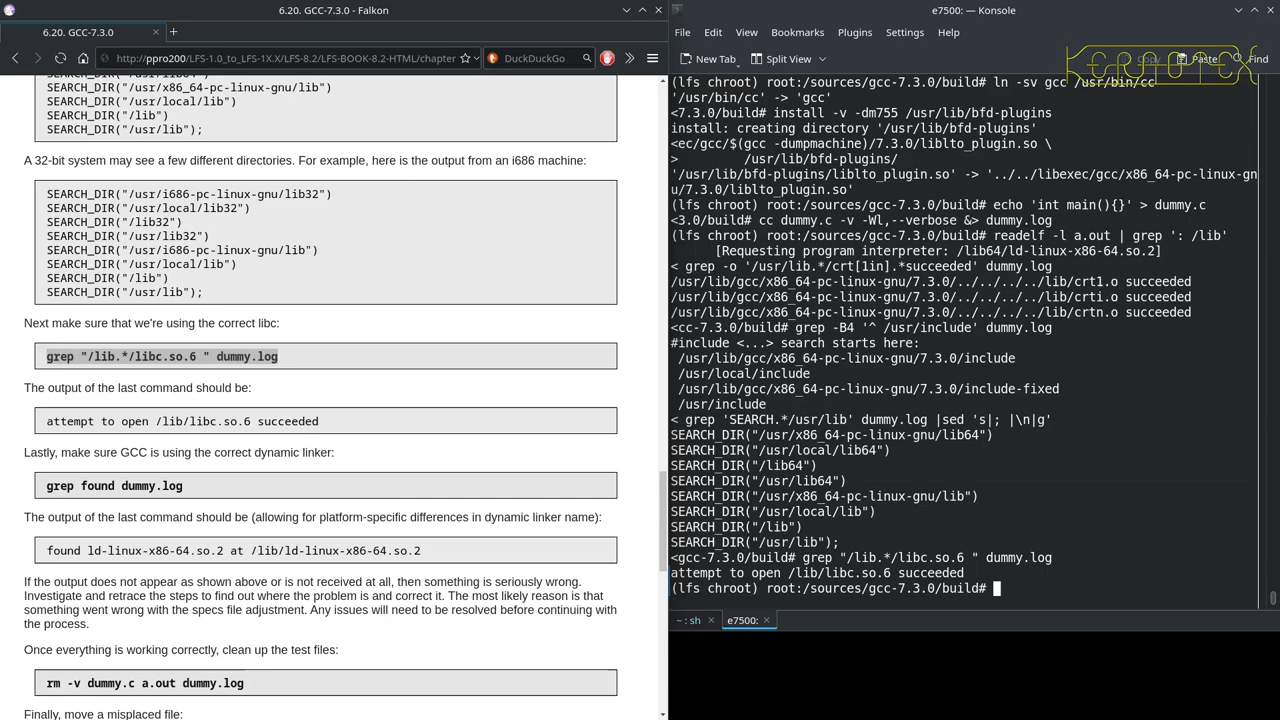 6.20. GCC-7.3.0 - Falkon
6.20. GCC-7.3.0
http://ppro200/LFS-1.0_to_LFS-1X.X/LFS-8.2/LFS-BOOK-8.2-HTML/chapter
DuckDuckGo
SEARCH_DIR("/usr/lib64")
SEARCH_DIR("/usr/x86_64-pc-linux-gnu/lib")
SEARCH_DIR("/usr/local/lib")
SEARCH_DIR("/lib")
SEARCH_DIR("/usr/lib");
A 32-bit system may see a few different directories. For example, here is the output from an i686 machine:
SEARCH_DIR("/usr/i686-pc-linux-gnu/lib32")
SEARCH_DIR("/usr/local/lib32")
SEARCH_DIR("/lib32")
SEARCH_DIR("/usr/lib32")
SEARCH_DIR("/usr/i686-pc-linux-gnu/lib")
SEARCH_DIR("/usr/local/lib")
SEARCH_DIR("/lib")
SEARCH_DIR("/usr/lib");
Next make sure that we're using the correct libc:
grep "/lib.*/libc.so.6 " dummy.log
The output of the last command should be:
attempt to open /lib/libc.so.6 succeeded
Lastly, make sure GCC is using the correct dynamic linker:
grep found dummy.log
The output of the last command should be (allowing for platform-specific differences in dynamic linker name):
found ld-linux-x86-64.so.2 at /lib/ld-linux-x86-64.so.2
If the output does not appear as shown above or is not received at all, then something is seriously wrong.
Investigate and retrace the steps to find out where the problem is and correct it. The most likely reason is that
something went wrong with the specs file adjustment. Any issues will need to be resolved before continuing with
the process.
Once everything is working correctly, clean up the test files:
rm -v dummy.c a.out dummy.log
Finally, move a misplaced file:
e7500: — Konsole
File Edit View Bookmarks Plugins Settings Help
New Tab Split View Copy Paste Find
(lfs chroot) root:/sources/gcc-7.3.0/build# ln -sv gcc /usr/bin/cc
'/usr/bin/cc' -> 'gcc'
<7.3.0/build# install -v -dm755 /usr/lib/bfd-plugins
install: creating directory '/usr/lib/bfd-plugins'
<ec/gcc/$(gcc -dumpmachine)/7.3.0/liblto_plugin.so \
> /usr/lib/bfd-plugins/
'/usr/lib/bfd-plugins/liblto_plugin.so' -> '../../libexec/gcc/x86_64-pc-linux-gn
u/7.3.0/liblto_plugin.so'
(lfs chroot) root:/sources/gcc-7.3.0/build# echo 'int main(){}' > dummy.c
<3.0/build# cc dummy.c -v -Wl,--verbose &> dummy.log
(lfs chroot) root:/sources/gcc-7.3.0/build# readelf -l a.out | grep ': /lib'
[Requesting program interpreter: /lib64/ld-linux-x86-64.so.2]
< grep -o '/usr/lib.*/crt[1in].*succeeded' dummy.log
/usr/lib/gcc/x86_64-pc-linux-gnu/7.3.0/../../../../lib/crt1.o succeeded
/usr/lib/gcc/x86_64-pc-linux-gnu/7.3.0/../../../../lib/crti.o succeeded
/usr/lib/gcc/x86_64-pc-linux-gnu/7.3.0/../../../../lib/crtn.o succeeded
<cc-7.3.0/build# grep -B4 '^ /usr/include' dummy.log
#include <...> search starts here:
/usr/lib/gcc/x86_64-pc-linux-gnu/7.3.0/include
/usr/local/include
/usr/lib/gcc/x86_64-pc-linux-gnu/7.3.0/include-fixed
/usr/include
< grep 'SEARCH.*/usr/lib' dummy.log |sed 's|; |\n|g'
SEARCH_DIR("/usr/x86_64-pc-linux-gnu/lib64")
SEARCH_DIR("/usr/local/lib64")
SEARCH_DIR("/lib64")
SEARCH_DIR("/usr/lib64")
SEARCH_DIR("/usr/x86_64-pc-linux-gnu/lib")
SEARCH_DIR("/usr/local/lib")
SEARCH_DIR("/lib")
SEARCH_DIR("/usr/lib");
<gcc-7.3.0/build# grep "/lib.*/libc.so.6 " dummy.log
attempt to open /lib/libc.so.6 succeeded
(lfs chroot) root:/sources/gcc-7.3.0/build#
~ : sh
e7500: